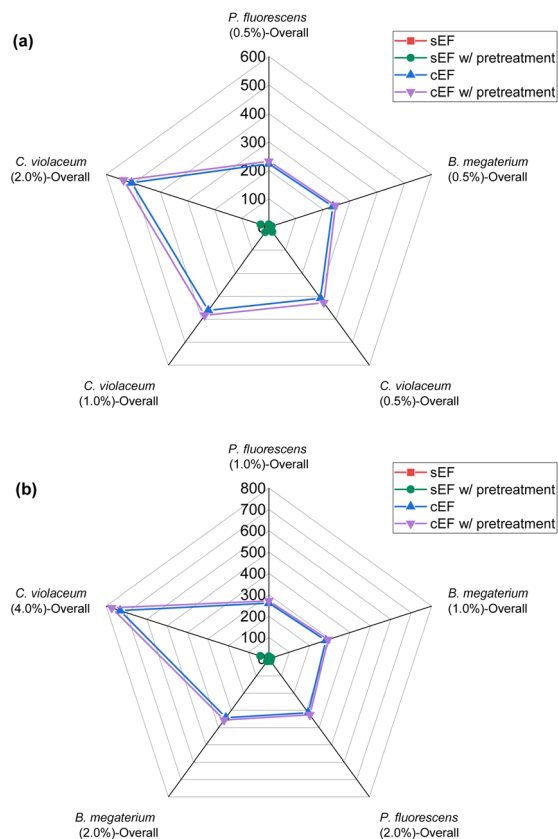 (a)
P. fluorescens
(0.5%)-Overall
sEF
sEF w/ pretreatment
cEF
cEF w/ pretreatment
600
500
400
300
200
100
0
C. violaceum
(2.0%)-Overall
B. megaterium
(0.5%)-Overall
C. violaceum
(1.0%)-Overall
C. violaceum
(0.5%)-Overall
(b)
P. fluorescens
(1.0%)-Overall
sEF
sEF w/ pretreatment
cEF
cEF w/ pretreatment
800
700
600
500
400
300
200
100
0
C. violaceum
(4.0%)-Overall
B. megaterium
(1.0%)-Overall
B. megaterium
(2.0%)-Overall
P. fluorescens
(2.0%)-Overall